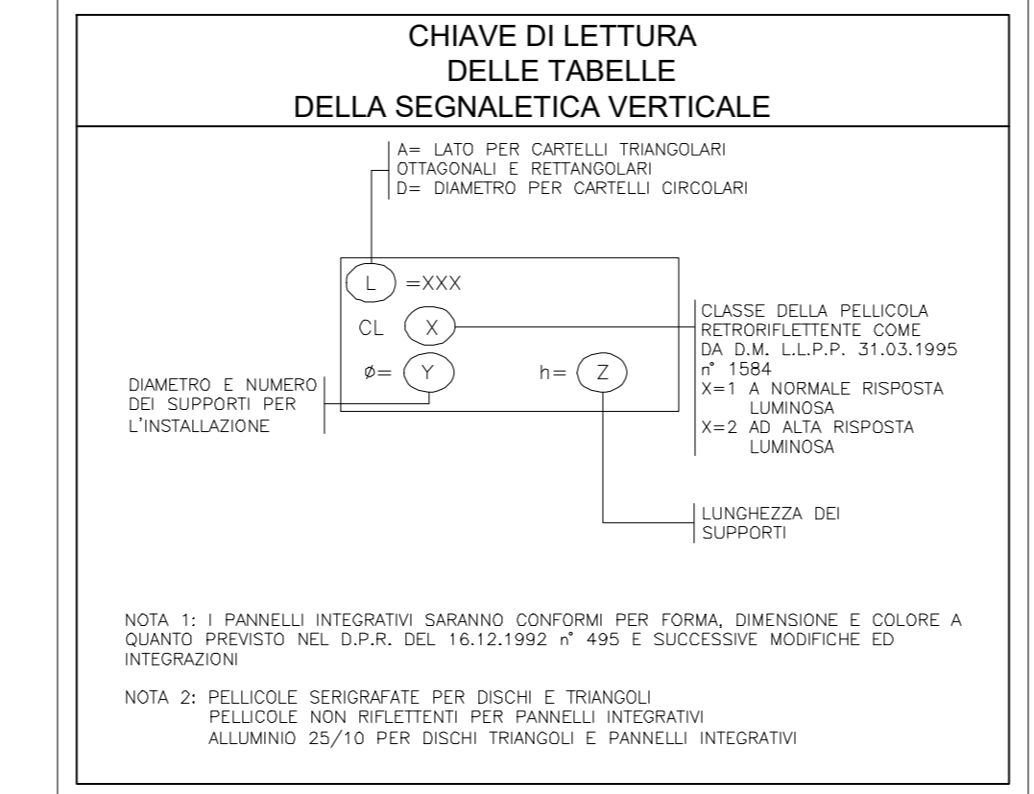 CHIAVE DI LETTURA
DELLE TABELLE
DELLA SEGNALETICA VERTICALE
A= LATO PER CARTELLI TRIANGOLARI
OTTAGONALI E RETTANGOLARI
D= DIAMETRO PER CARTELLI CIRCOLARI
L =XXX
CL X
ø= Y h= Z
CLASSE DELLA PELLICOLA
RETRORIFLETTENTE COME
DA D.M. L.L.P.P. 31.03.1995
n° 1584
X=1 A NORMALE RISPOSTA
LUMINOSA
X=2 AD ALTA RISPOSTA
LUMINOSA
DIAMETRO E NUMERO
DEI SUPPORTI PER
L'INSTALLAZIONE
LUNGHEZZA DEI
SUPPORTI
NOTA 1: I PANNELLI INTEGRATIVI SARANNO CONFORMI PER FORMA, DIMENSIONE E COLORE A
QUANTO PREVISTO NEL D.P.R. DEL 16.12.1992 n° 495 E SUCCESSIVE MODIFICHE ED
INTEGRAZIONI
NOTA 2: PELLICOLE SERIGRAFATE PER DISCHI E TRIANGOLI
PELLICOLE NON RIFLETTENTI PER PANNELLI INTEGRATIVI
ALLUMINIO 25/10 PER DISCHI TRIANGOLI E PANNELLI INTEGRATIVI